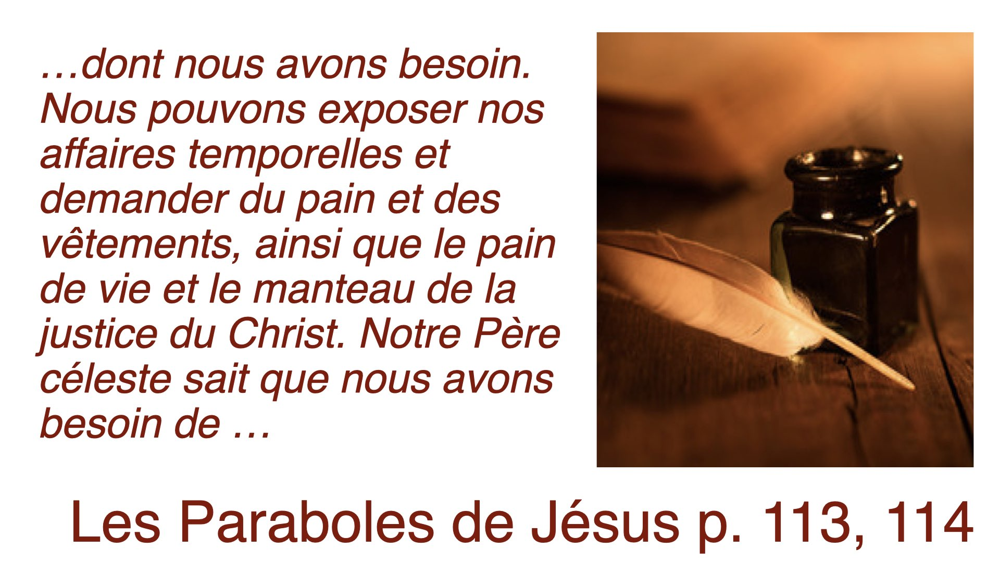 …dont nous avons besoin.
Nous pouvons exposer nos
affaires temporelles et
demander du pain et des
vêtements, ainsi que le pain
de vie et le manteau de la
justice du Christ. Notre Père
céleste sait que nous avons
besoin de …
Les Paraboles de Jésus p. 113, 114